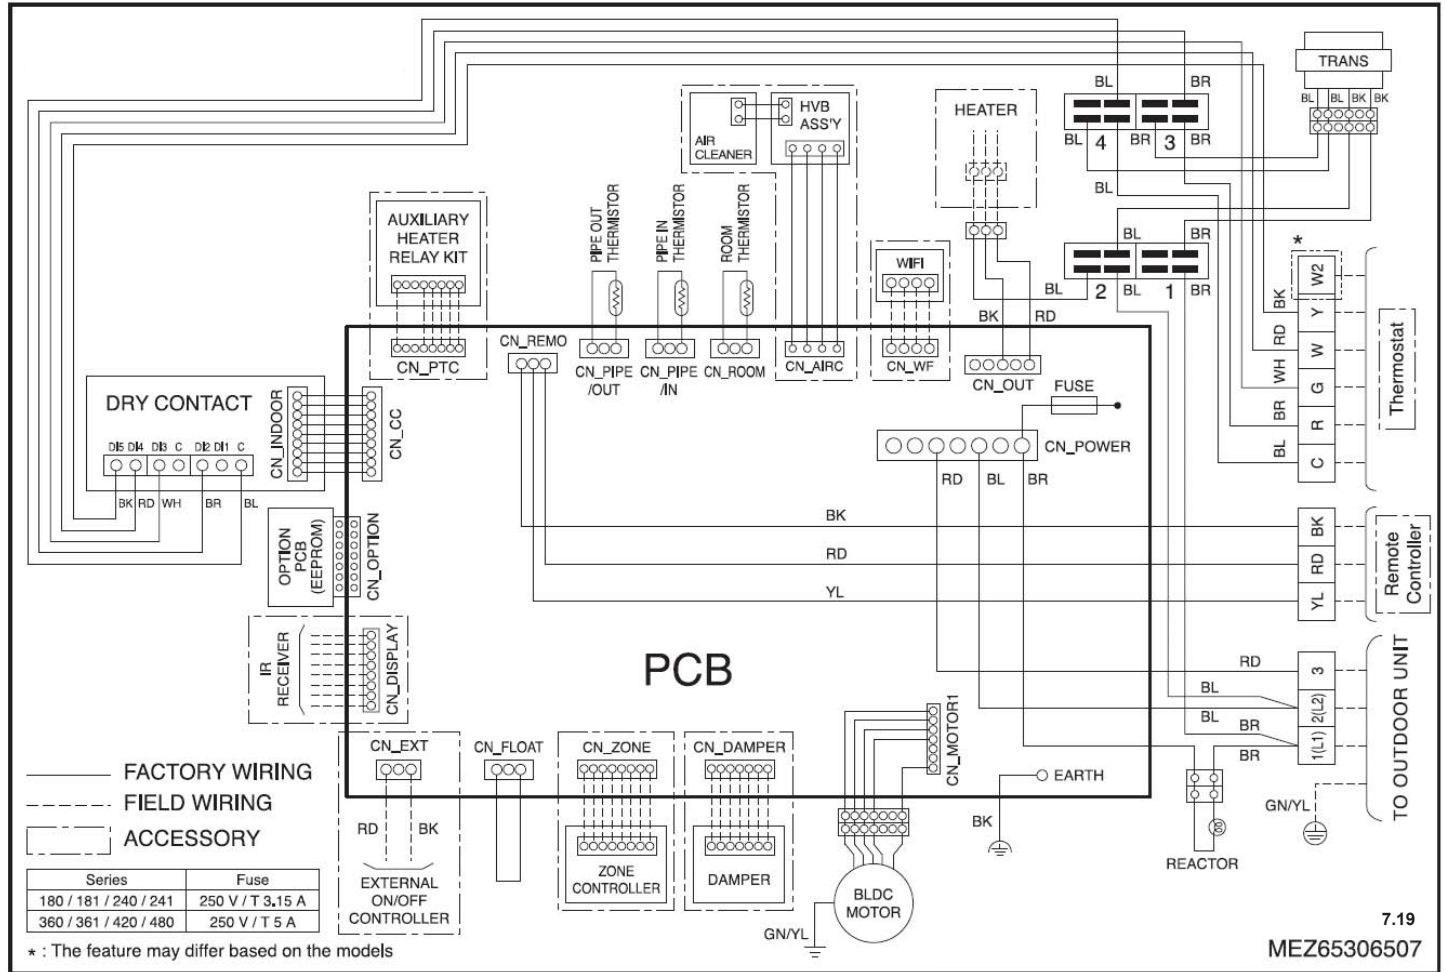 TRANS
BL BL BK BK
BL BR
BL 4 BR 3 BR
BL
BL BR
BL 2 BL 1 BR
HEATER
AIR
CLEANER
HVB
ASS'Y
AUXILIARY
HEATER
RELAY KIT
CN_PTC
PIPE OUT
THERMISTOR
PIPE IN
THERMISTOR
ROOM
THERMISTOR
WIFI
CN_REMO
CN_PIPE
/OUT
CN_PIPE
/IN
CN_ROOM
CN_AIRC
CN_WF
BK RD
CN_OUT
FUSE
CN_POWER
RD BL BR
*
W2
Y
W
G
R
C
BK
RD
WH
BR
BL
Thermostat
DRY CONTACT
DI5 DI4 DI3 C DI2 DI1 C
BK RD WH BR BL
CN_INDOOR
CN_CC
OPTION
PCB
(EEPROM)
CN_OPTION
BK
RD
YL
BK
RD
YL
Remote
Controller
IR
RECEIVER
CN_DISPLAY
PCB
RD
BL
BL
BR
BR
3
2(L2)
1(L1)
TO OUTDOOR UNIT
GN/YL
REACTOR
CN_EXT
RD BK
EXTERNAL
ON/OFF
CONTROLLER
CN_FLOAT
CN_ZONE
ZONE
CONTROLLER
CN_DAMPER
DAMPER
CN_MOTOR1
BLDC
MOTOR
GN/YL
EARTH
BK
FACTORY WIRING
FIELD WIRING
ACCESSORY
Series Fuse
180 / 181 / 240 / 241 250 V / T 3.15 A
360 / 361 / 420 / 480 250 V / T 5 A
* : The feature may differ based on the models
7.19
MEZ65306507